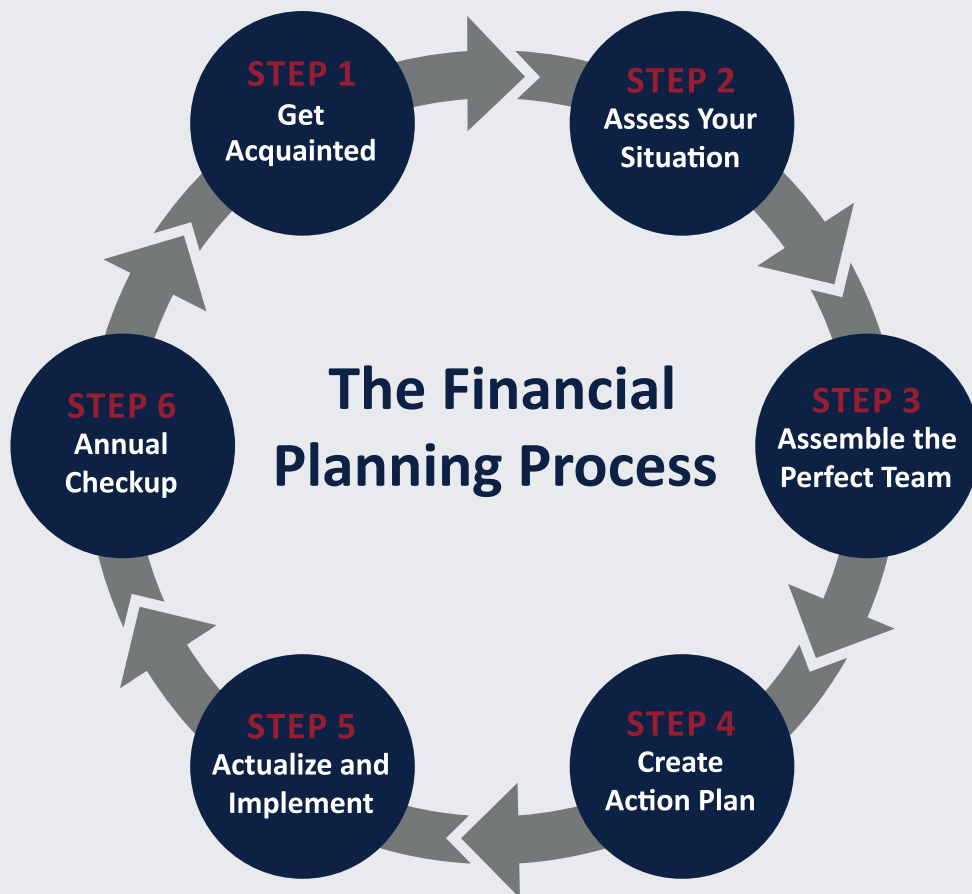 STEP 1
Get
Acquainted
STEP 2
Assess Your
Situation
STEP 3
Assemble the
Perfect Team
STEP 4
Create
Action Plan
STEP 5
Actualize and
Implement
STEP 6
Annual
Checkup
The Financial
Planning Process